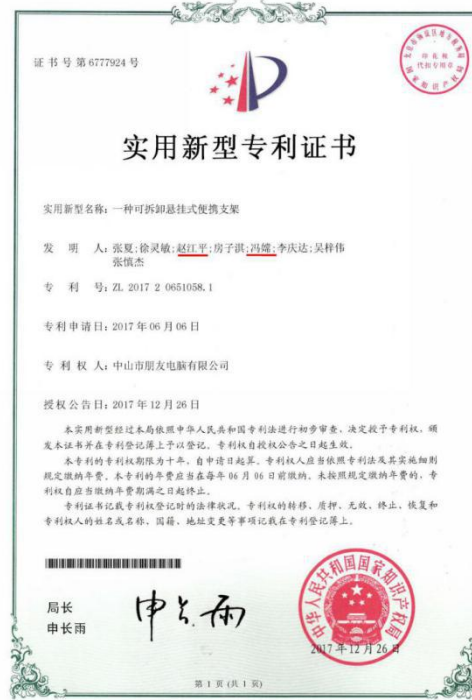 证书号第6777924号
实用新型专利证书
实用新型名称：一种可拆卸悬挂式便携支架
发明人：张夏;徐灵敏;赵江平;房子淇;冯嫦;李庆达;吴梓伟
张慎杰
专利号：ZL 2017 2 0651058.1
专利申请日：2017年06月06日
专利权人：中山市朋友电脑有限公司
授权公告日：2017年12月26日
本实用新型经过本局依照中华人民共和国专利法进行初步审查，决定授予专利权，颁
发本证书并在专利登记簿上予以登记。专利权自授权公告之日起生效。
本专利的专利权期限为十年，自申请日起算。专利权人应当依照专利法及其实施细则
规定缴纳年费。本专利的年费应当在每年06月06日前缴纳。未按照规定缴纳年费的，专
利权自应当缴纳年费期满之日起终止。
专利证书记载专利权登记时的法律状况。专利权的转移、质押、无效、终止、恢复和
专利权人的姓名或名称、国籍、地址变更等事项记载在专利登记簿上。
局长
申长雨
申长雨
中华人民共和国国家知识产权局
2017年12月26日
第1页(共1页)